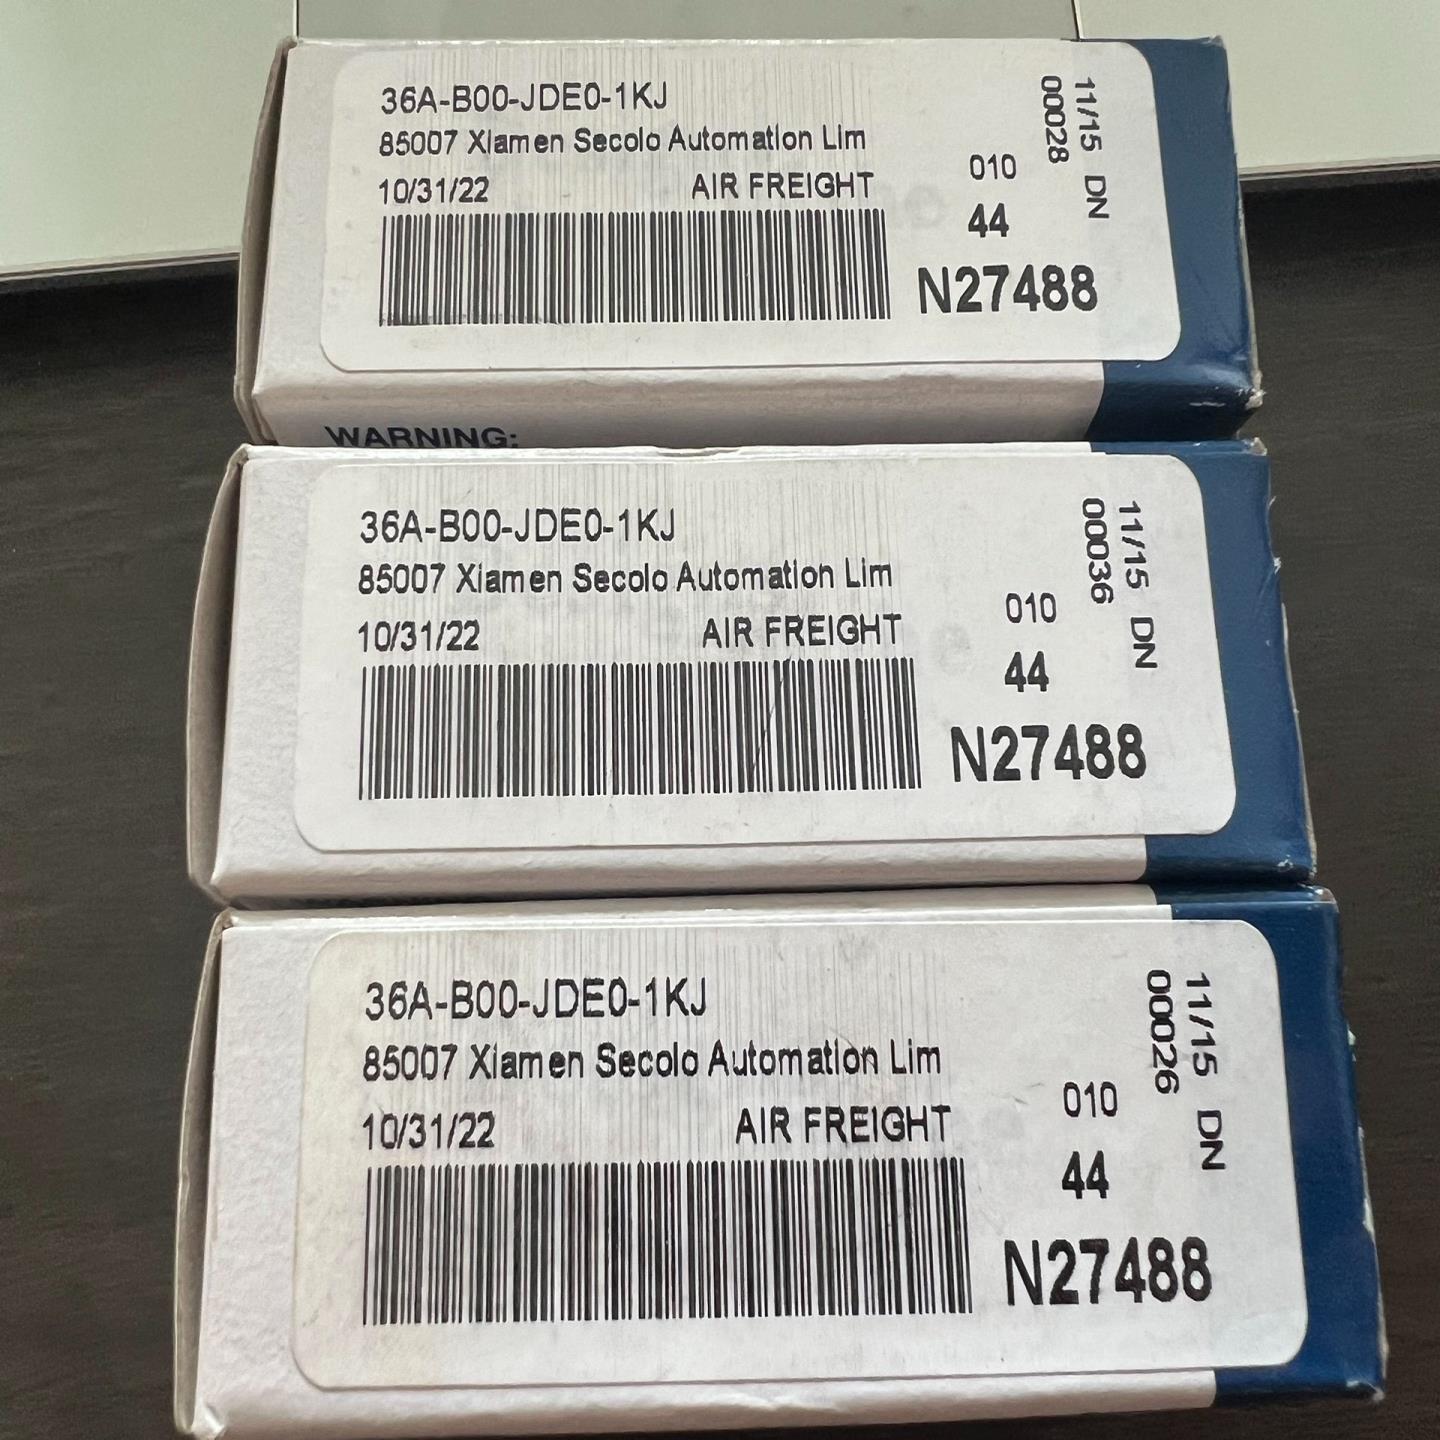 36A-B00-JDE0-1KJ
85007 Xiamen Secolo Automation Lim
10/31/22 AIR FREIGHT
010
44
N27488
11/15 DN
00028
WARNING:
36A-B00-JDE0-1KJ
85007 Xiamen Secolo Automation Lim
10/31/22 AIR FREIGHT
010
44
N27488
11/15 DN
00036
36A-B00-JDE0-1KJ
85007 Xiamen Secolo Automation Lim
10/31/22 AIR FREIGHT
010
44
N27488
11/15 DN
00026